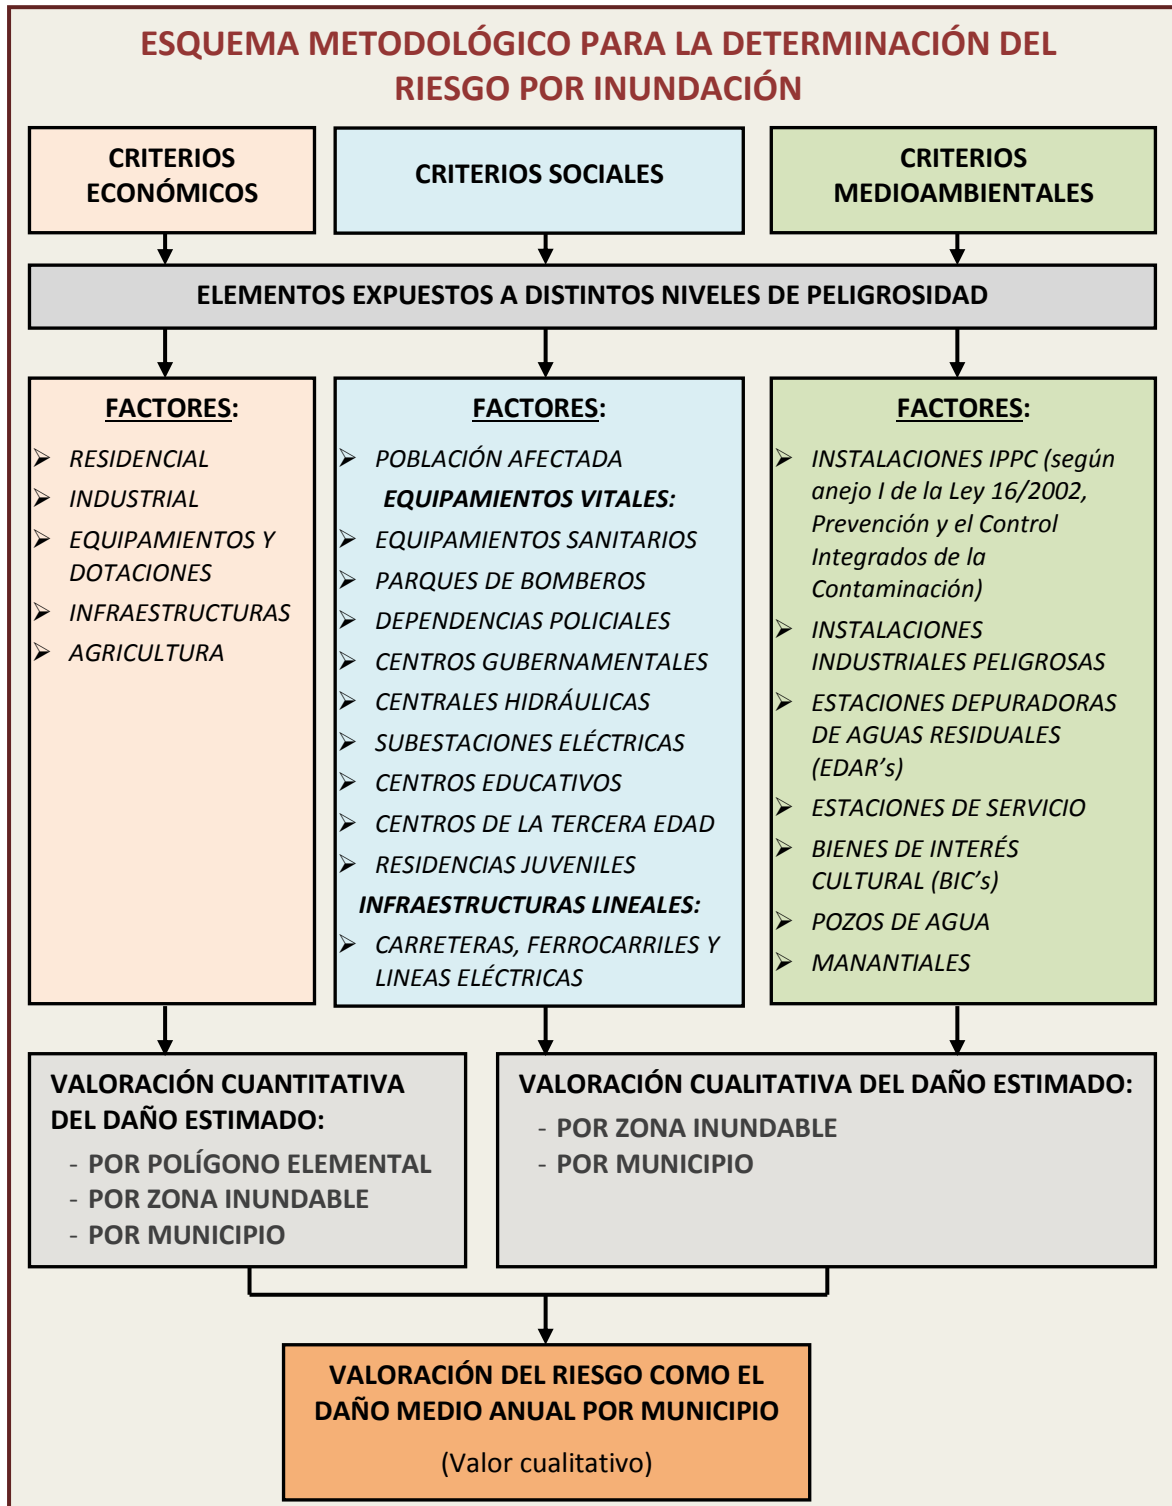 ESQUEMA METODOLÓGICO PARA LA DETERMINACIÓN DEL
RIESGO POR INUNDACIÓN
CRITERIOS
ECONÓMICOS
CRITERIOS SOCIALES
CRITERIOS
MEDIOAMBIENTALES
ELEMENTOS EXPUESTOS A DISTINTOS NIVELES DE PELIGROSIDAD
FACTORES:
➢ RESIDENCIAL
➢ INDUSTRIAL
➢ EQUIPAMIENTOS Y
DOTACIONES
➢ INFRAESTRUCTURAS
➢ AGRICULTURA
FACTORES:
➢ POBLACIÓN AFECTADA
EQUIPAMIENTOS VITALES:
➢ EQUIPAMIENTOS SANITARIOS
➢ PARQUES DE BOMBEROS
➢ DEPENDENCIAS POLICIALES
➢ CENTROS GUBERNAMENTALES
➢ CENTRALES HIDRÁULICAS
➢ SUBESTACIONES ELÉCTRICAS
➢ CENTROS EDUCATIVOS
➢ CENTROS DE LA TERCERA EDAD
➢ RESIDENCIAS JUVENILES
INFRAESTRUCTURAS LINEALES:
➢ CARRETERAS, FERROCARRILES Y
LINEAS ELÉCTRICAS
FACTORES:
➢ INSTALACIONES IPPC (según
anejo I de la Ley 16/2002,
Prevención y el Control
Integrados de la
Contaminación)
➢ INSTALACIONES
INDUSTRIALES PELIGROSAS
➢ ESTACIONES DEPURADORAS
DE AGUAS RESIDUALES
(EDAR’s)
➢ ESTACIONES DE SERVICIO
➢ BIENES DE INTERÉS
CULTURAL (BIC’s)
➢ POZOS DE AGUA
➢ MANANTIALES
VALORACIÓN CUANTITATIVA
DEL DAÑO ESTIMADO:
- POR POLÍGONO ELEMENTAL
- POR ZONA INUNDABLE
- POR MUNICIPIO
VALORACIÓN CUALITATIVA DEL DAÑO ESTIMADO:
- POR ZONA INUNDABLE
- POR MUNICIPIO
VALORACIÓN DEL RIESGO COMO EL
DAÑO MEDIO ANUAL POR MUNICIPIO
(Valor cualitativo)